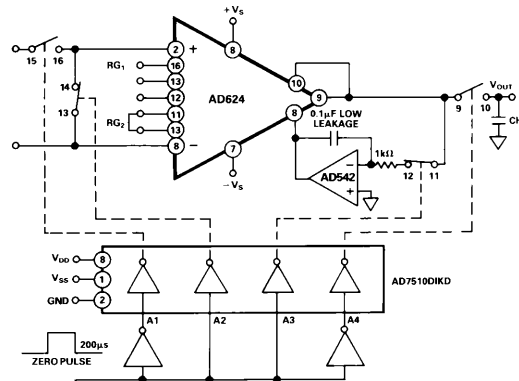 +VS
8
15
16
2
+
RG1
16
10
14
13
VOUT
12
AD624
9
9
10
13
RG2
11
8
0.1µF LOW
LEAKAGE
CH
13
1kΩ
8
−
7
AD542
−
+
12
11
−VS
VDD
8
VSS
1
AD7510DIKD
GND
2
A1
A2
A3
A4
200µs
ZERO PULSE